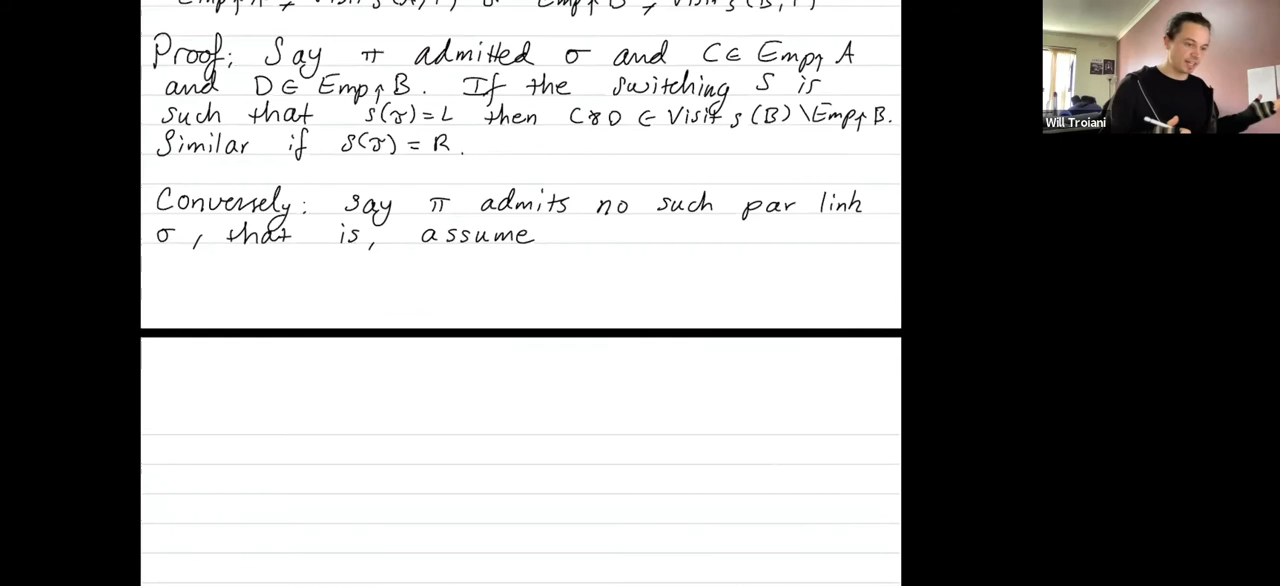 Proof: Say π admitted σ and C ∈ Emp↑ A
and D ∈ Emp↑ B. If the switching S is
such that S(σ) = L then C⅋D ∈ Visit S (B) \ Emp↑ B.
Similar if S(σ) = R.
Conversely: say π admits no such par link
σ, that is, assume
Will Troiani